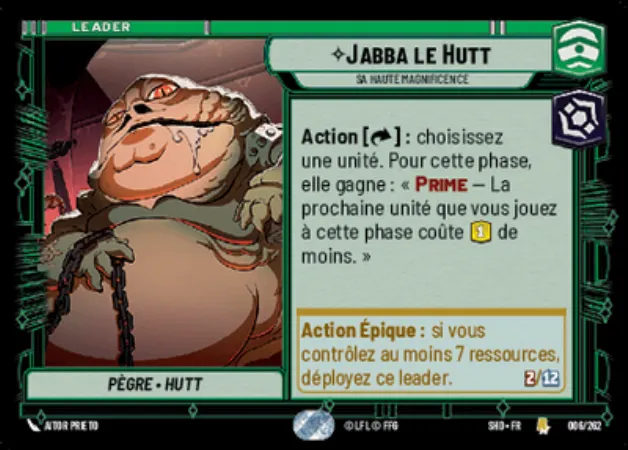 LEADER
JABBA LE HUTT
SA HAUTE MAGNIFICENCE
Action [ ] : choisissez
une unité. Pour cette phase,
elle gagne : « PRIME – La
prochaine unité que vous jouez
à cette phase coûte 1 de
moins. »
Action Épique : si vous
contrôlez au moins 7 ressources,
déployez ce leader. 2/12
PÈGRE • HUTT
AITOR PRIETO
© LFL © FFG
SHD • FR
006/262